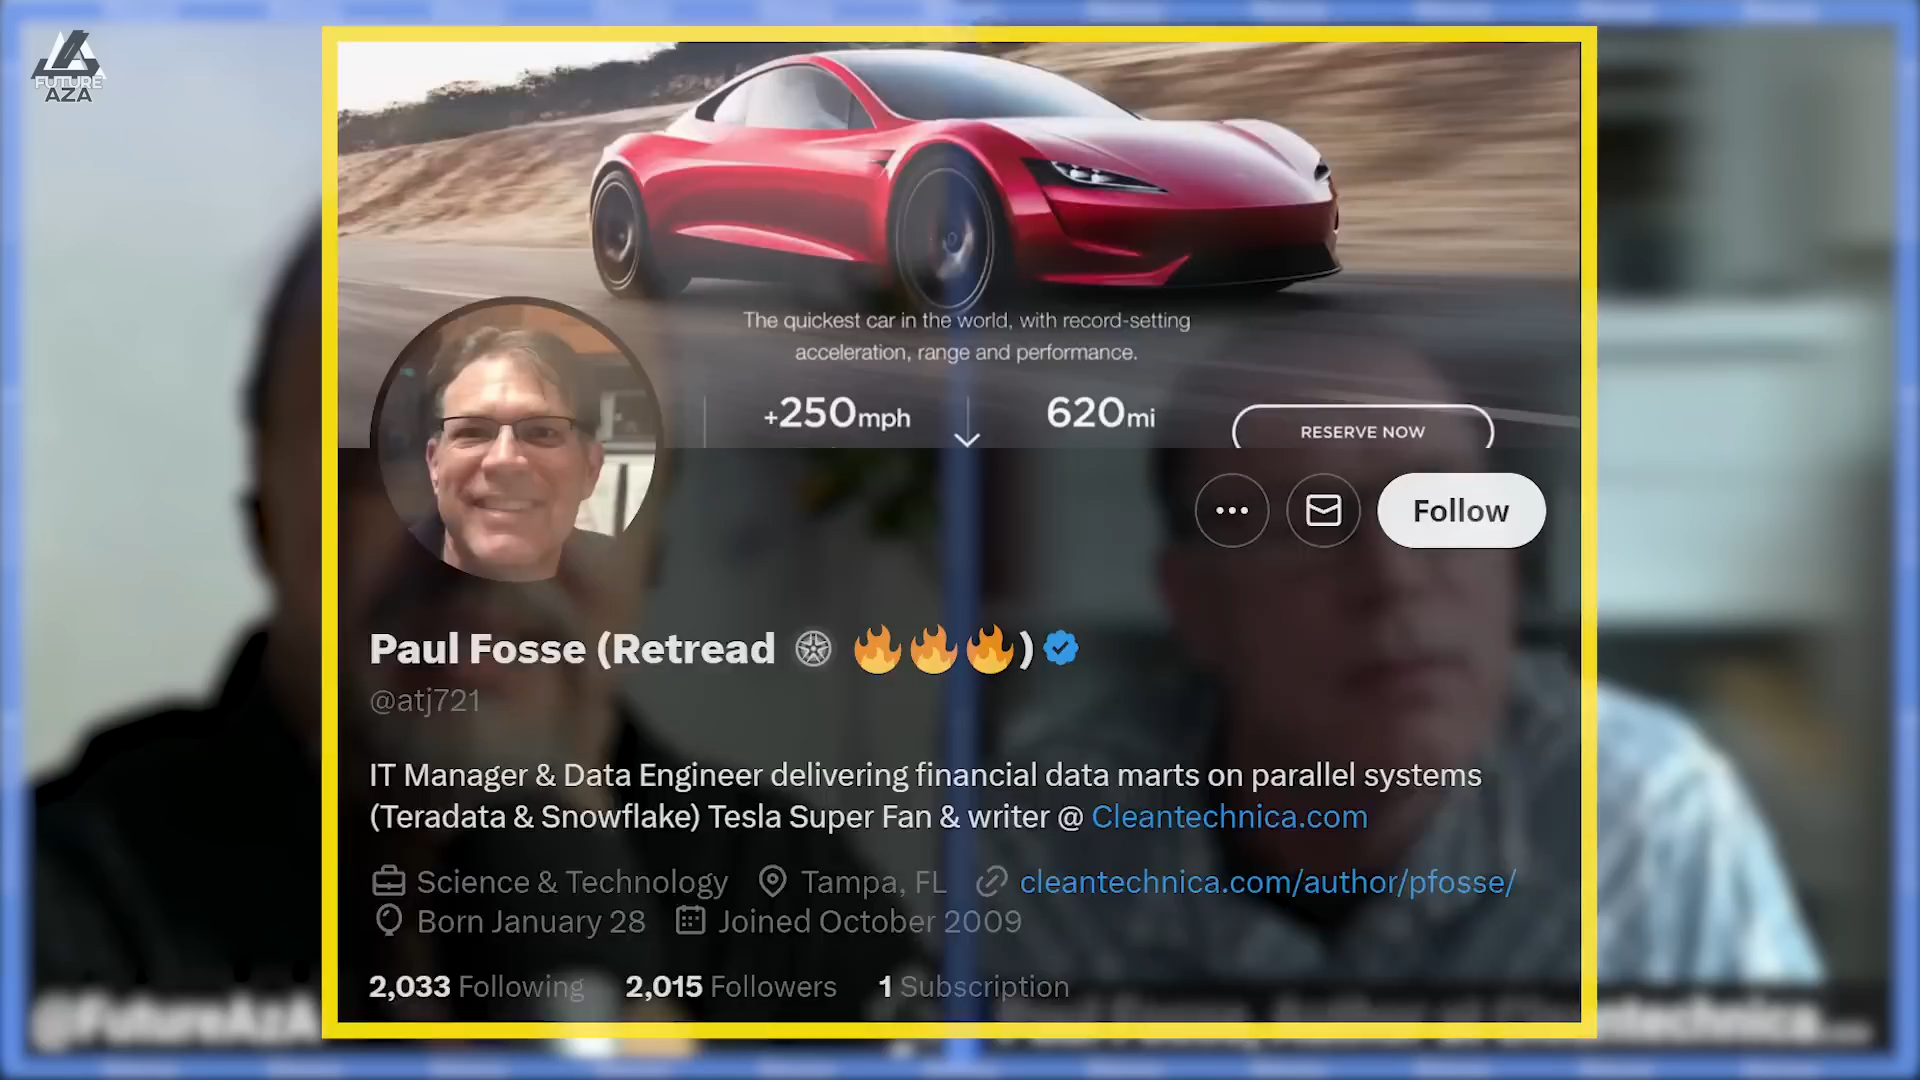 FUTURE
AZA
The quickest car in the world, with record-setting
acceleration, range and performance.
+250mph
620mi
RESERVE NOW
Follow
Paul Fosse (Retread 🔥🔥🔥)
@atj721
IT Manager & Data Engineer delivering financial data marts on parallel systems
(Teradata & Snowflake) Tesla Super Fan & writer @ Cleantechnica.com
Science & Technology Tampa, FL cleantechnica.com/author/pfosse/
Born January 28 Joined October 2009
2,033 Following 2,015 Followers 1 Subscription
@FutureAzA